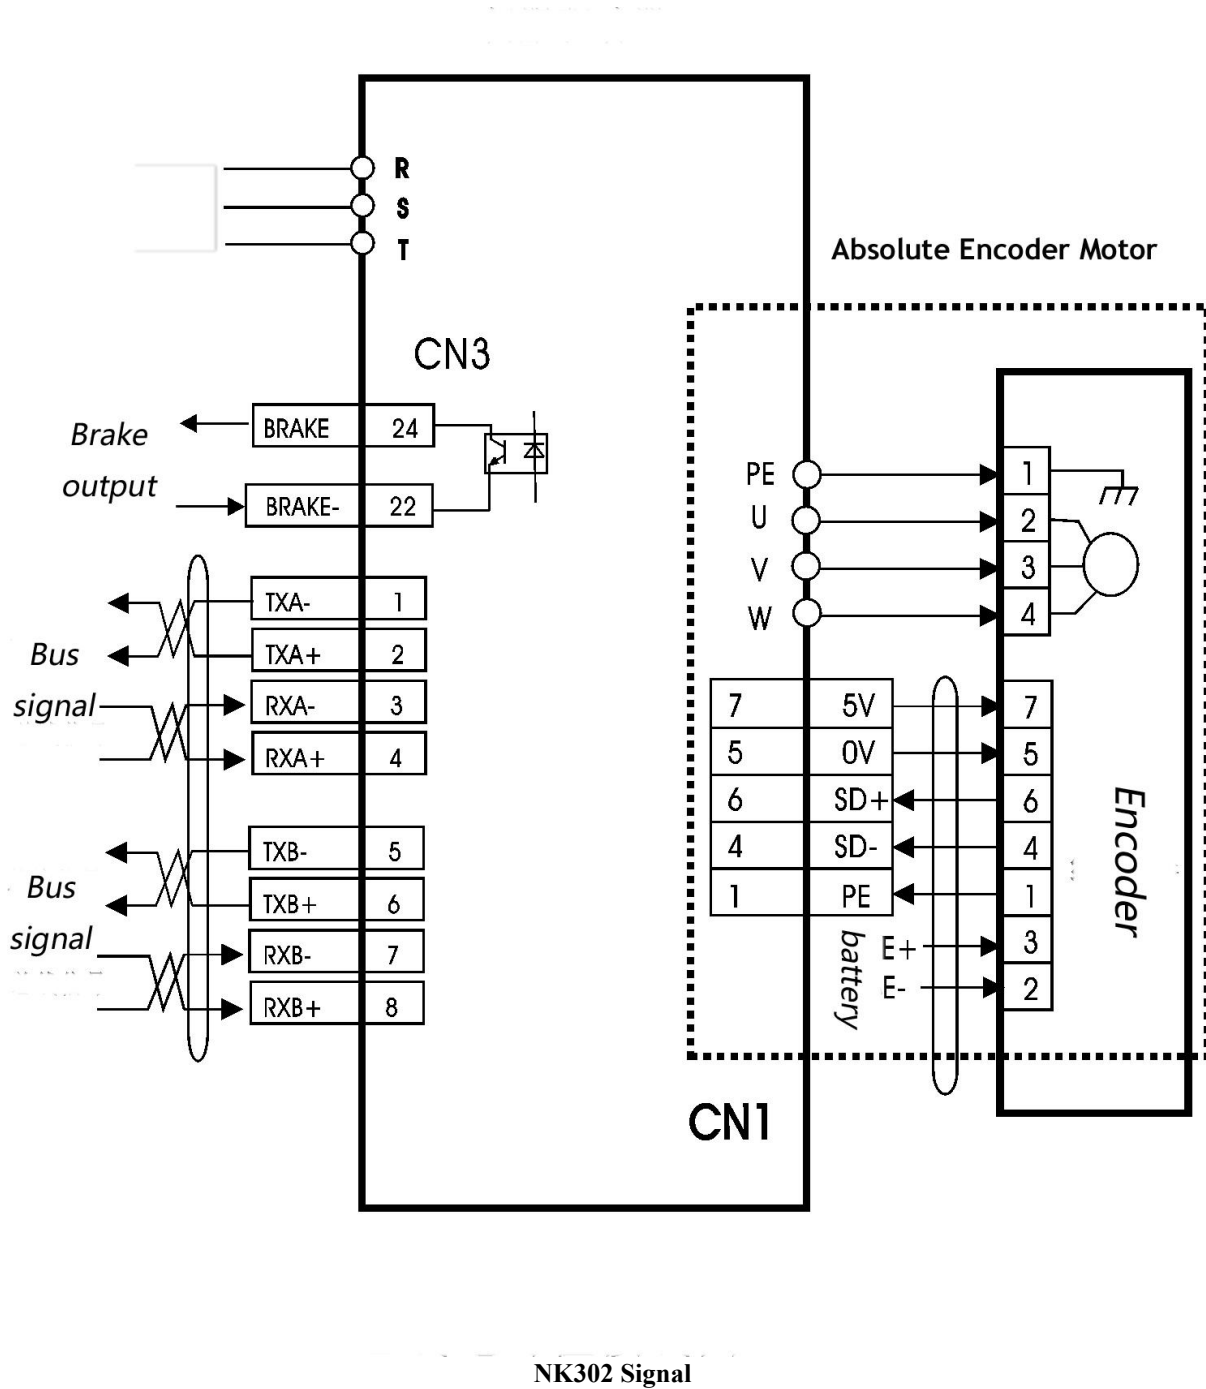 R
S
T
Absolute Encoder Motor
CN3
Brake
output
BRAKE 24
BRAKE- 22
PE
U
V
W
1
2
3
4
Bus
signal
TXA- 1
TXA+ 2
RXA- 3
RXA+ 4
Bus
signal
TXB- 5
TXB+ 6
RXB- 7
RXB+ 8
7 5V 7
5 0V 5
6 SD+ 6
4 SD- 4
1 PE 1
battery
E+ 3
E- 2
Encoder
CN1
NK302 Signal